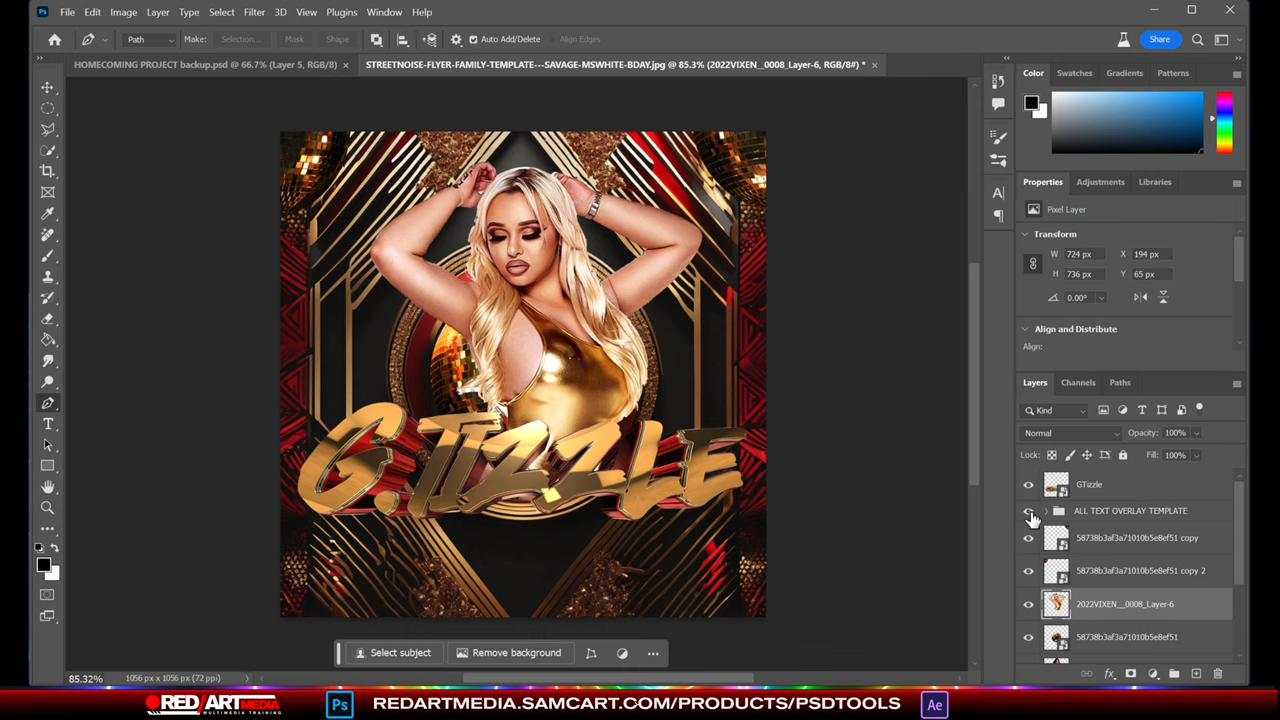 Ps File Edit Image Layer Type Select Filter 3D View Plugins Window Help
Path Make: Selection... Mask Shape Auto Add/Delete Align Edges Share
HOMECOMING PROJECT backup.psd @ 66.7% (Layer 5, RGB/8) × STREETNOISE-FLYER-FAMILY-TEMPLATE---SAVAGE-MSWHITE-BDAY.jpg @ 85.3% (2022VIXEN__0008_Layer-6, RGB/8#) * ×
Color Swatches Gradients Patterns
Properties Adjustments Libraries
Pixel Layer
Transform
W 724 px X 194 px
H 736 px Y 65 px
0.00°
Align and Distribute
Align:
Layers Channels Paths
Kind
Normal Opacity: 100%
Lock: Fill: 100%
GTizzle
ALL TEXT OVERLAY TEMPLATE
58738b3af3a71010b5e8ef51 copy
58738b3af3a71010b5e8ef51 copy 2
2022VIXEN__0008_Layer-6
58738b3af3a71010b5e8ef51
G.TIZZLE
Select subject Remove background ...
85.32% 1056 px x 1056 px (72 ppi)
fx
RED/ART MEDIA
MULTIMEDIA TRAINING
Ps REDARTMEDIA.SAMCART.COM/PRODUCTS/PSDTOOLS Ae